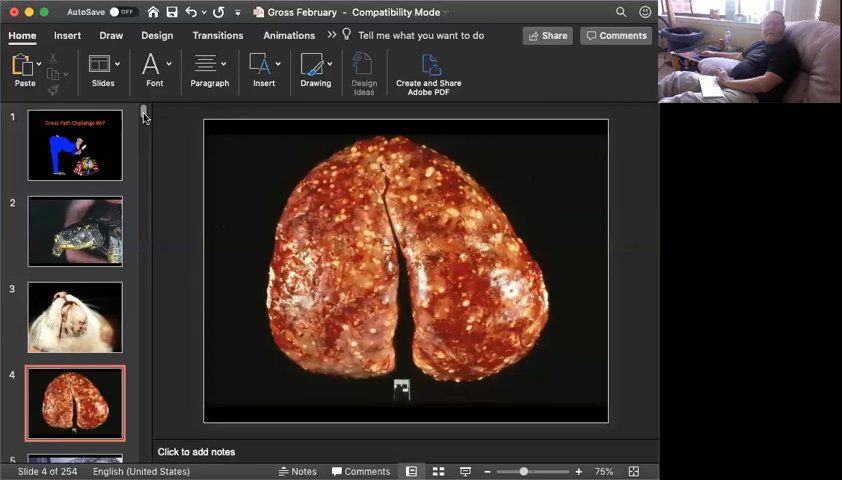 AutoSave OFF Gross February - Compatibility Mode
Home Insert Draw Design Transitions Animations Tell me what you want to do Share Comments
Paste Slides Font Paragraph Insert Drawing Design Ideas Create and Share Adobe PDF
1
Gross Path Challenge #67
2
3
4
5
Click to add notes
Slide 4 of 254 English (United States) Notes Comments 75%